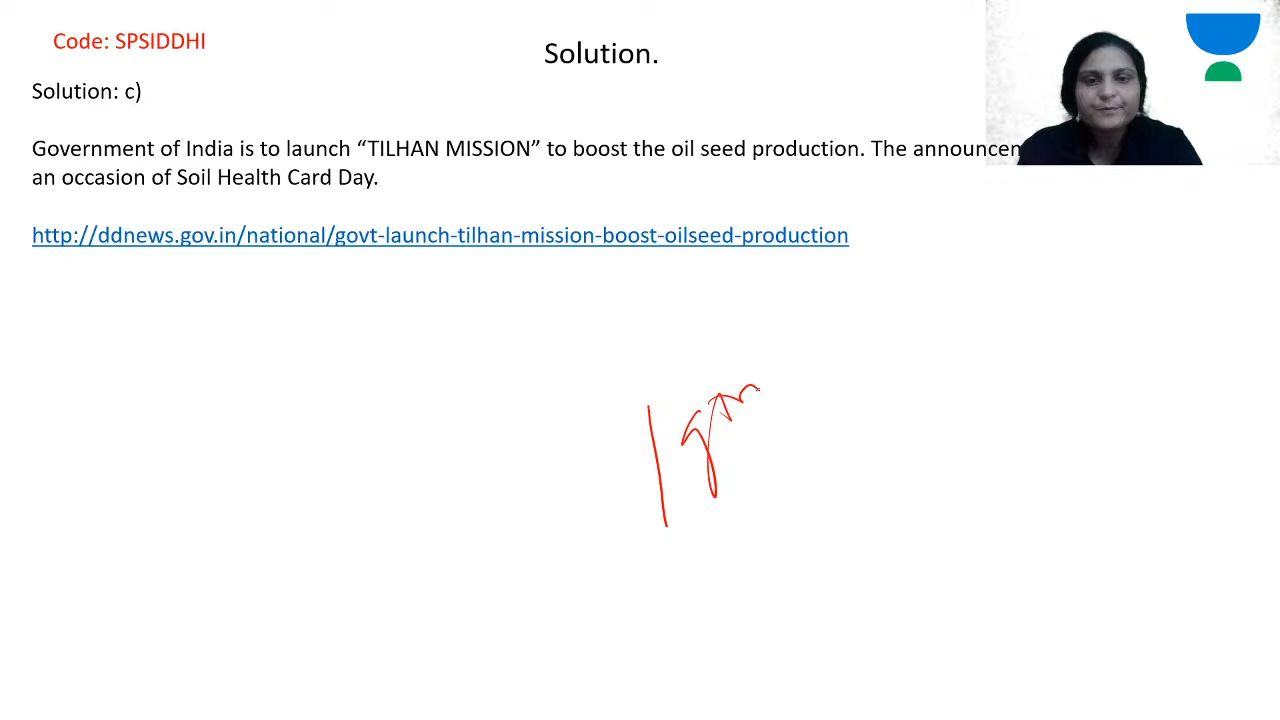 Code: SPSIDDHI
Solution.
Solution: c)
Government of India is to launch “TILHAN MISSION” to boost the oil seed production. The
an occasion of Soil Health Card Day.
http://ddnews.gov.in/national/govt-launch-tilhan-mission-boost-oilseed-production
1 gm